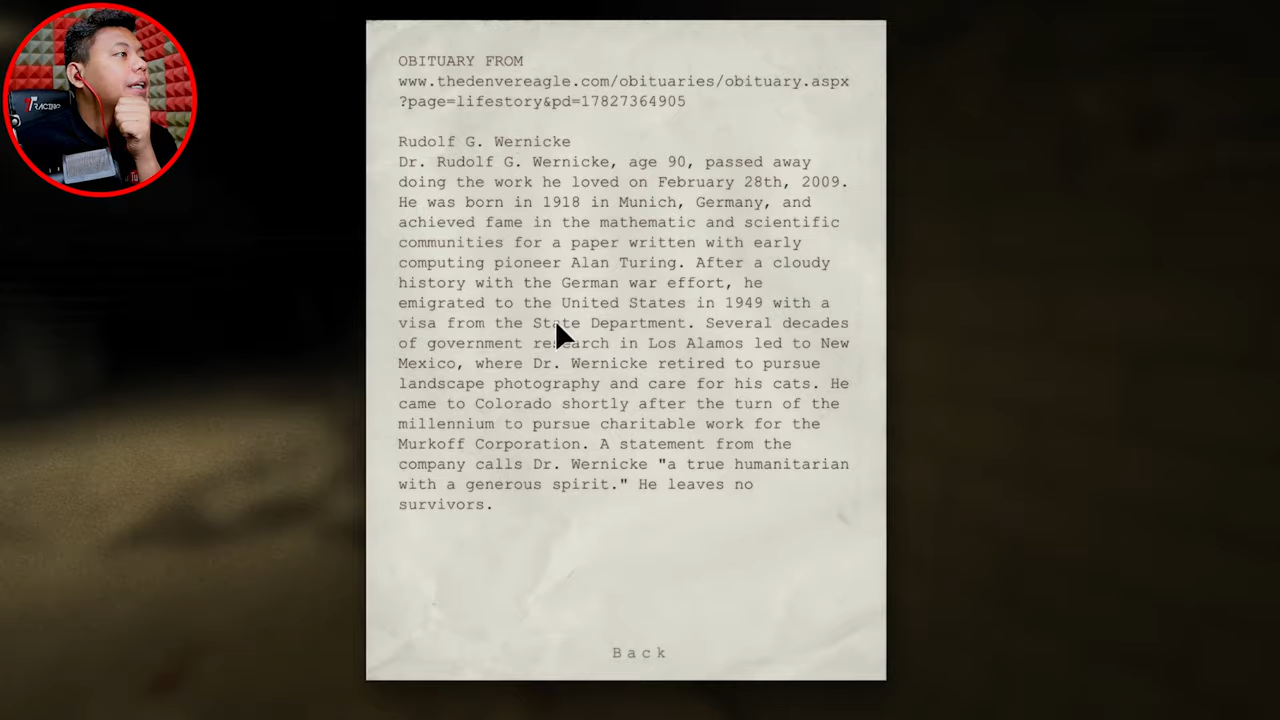 OBITUARY FROM
www.thedenvereagle.com/obituaries/obituary.aspx
?page=lifestory&pd=17827364905
Rudolf G. Wernicke
Dr. Rudolf G. Wernicke, age 90, passed away
doing the work he loved on February 28th, 2009.
He was born in 1918 in Munich, Germany, and
achieved fame in the mathematic and scientific
communities for a paper written with early
computing pioneer Alan Turing. After a cloudy
history with the German war effort, he
emigrated to the United States in 1949 with a
visa from the State Department. Several decades
of government research in Los Alamos led to New
Mexico, where Dr. Wernicke retired to pursue
landscape photography and care for his cats. He
came to Colorado shortly after the turn of the
millennium to pursue charitable work for the
Murkoff Corporation. A statement from the
company calls Dr. Wernicke "a true humanitarian
with a generous spirit." He leaves no
survivors.
Back